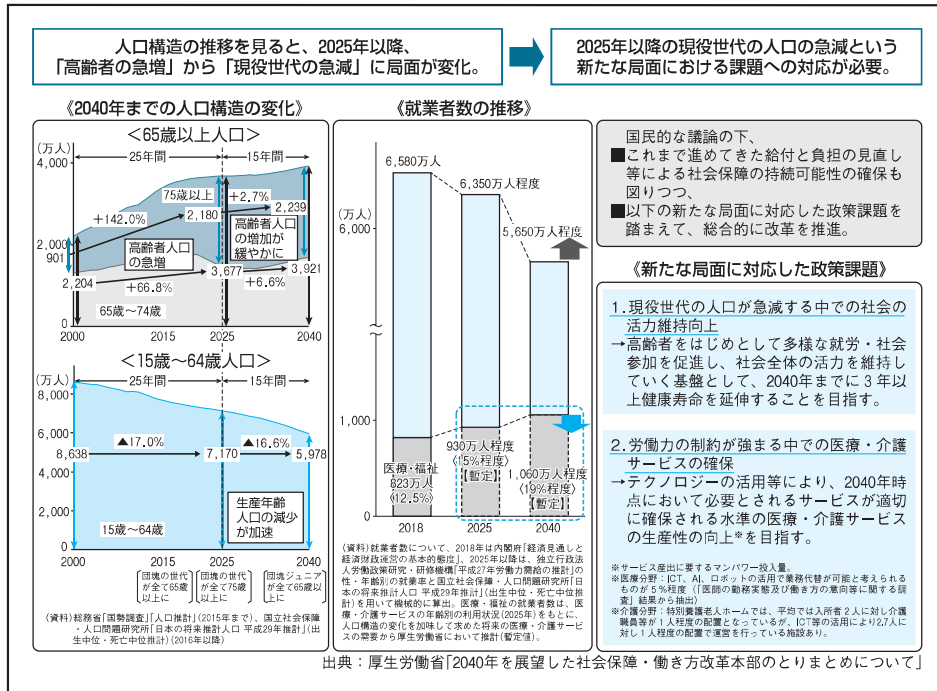 人口構造の推移を見ると、2025年以降、
「高齢者の急増」から「現役世代の急減」に局面が変化。
2025年以降の現役世代の人口の急減という
新たな局面における課題への対応が必要。
《2040年までの人口構造の変化》
＜65歳以上人口＞
(万人)
25年間
15年間
4,000
2000
0
75歳以上
+2.7%
2,180
2,239
+142.0%
901
高齢者人口
の急増
高齢者人口
の増加が
緩やかに
2,204
3,677
3,921
+66.8%
+6.6%
65歳〜74歳
2000
2015
2025
2040
＜15歳〜64歳人口＞
(万人)
25年間
15年間
8,000
6,000
4,000
2,000
0
▲17.0%
▲16.6%
8,638
7,170
5,978
生産年齢
人口の減少
が加速
15歳〜64歳
団塊の世代
が全て65歳
以上に
団塊の世代
が全て75歳
以上に
団塊ジュニア
が全て65歳
以上に
(資料)総務省「国勢調査」「人口推計」(2015年まで)、国立社会保障
・人口問題研究所「日本の将来推計人口 平成29年推計」(出
生中位・死亡中位推計)(2016年以降)
《就業者数の推移》
6,580万人
6,350万人程度
5,650万人程度
(万人)
6,000
1,000
0
医療・福祉
823万人
〈12.5%〉
930万人程度
〈15%程度〉
【暫定】
1,060万人程度
〈19%程度〉
【暫定】
2018
2025
2040
(資料)就業者数について、2018年は内閣府「経済見通しと
経済財政運営の基本的態度」、2025年以降は、独立行政法
人労働政策研究・研修機構「平成27年労働力需給の推計」の
性・年齢別の就業率と国立社会保障・人口問題研究所「日
本の将来推計人口 平成29年推計」(出生中位・死亡中位推
計)を用いて機械的に算出。医療・福祉の就業者数は、医
療・介護サービスの年齢別の利用状況(2025年)をもとに、
人口構造の変化を加味して求めた将来の医療・介護サービ
スの需要から厚生労働省において推計(暫定値)。
国民的な議論の下、
■これまで進めてきた給付と負担の見直し
等による社会保障の持続可能性の確保も
図りつつ、
■以下の新たな局面に対応した政策課題を
踏まえて、総合的に改革を推進。
《新たな局面に対応した政策課題》
1.現役世代の人口が急減する中での社会の
活力維持向上
→高齢者をはじめとして多様な就労・社会
参加を促進し、社会全体の活力を維持し
ていく基盤として、2040年までに3年以
上健康寿命を延伸することを目指す。
2.労働力の制約が強まる中での医療・介護
サービスの確保
→テクノロジーの活用等により、2040年時
点において必要とされるサービスが適切
に確保される水準の医療・介護サービス
の生産性の向上※を目指す。
※サービス産出に要するマンパワー投入量。
※医療分野：ICT、AI、ロボットの活用で業務代替が可能と考えられる
ものが5%程度(「医師の勤務実態及び働き方の意向等に関する調
査」結果から抽出)
※介護分野：特別養護老人ホームでは、平均では入所者2人に対し介護
職員等が1人程度の配置となっているが、ICT等の活用により2.7人に
対し1人程度の配置で運営を行っている施設あり。
出典：厚生労働省「2040年を展望した社会保障・働き方改革本部のとりまとめについて」